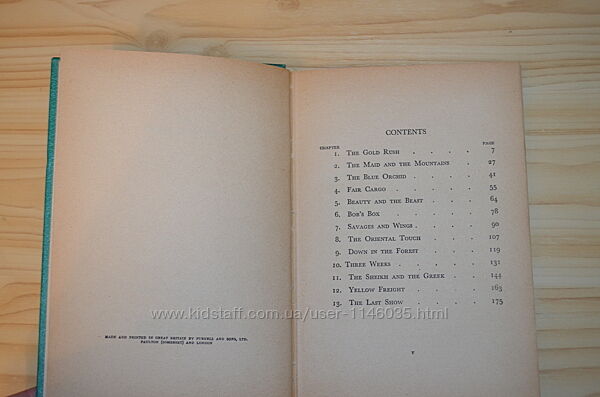 MADE AND PRINTED IN GREAT BRITAIN BY PURNELL AND SONS, LTD.
PAULTON (SOMERSET) AND LONDON
CONTENTS
CHAPTER PAGE
1. THE GOLD RUSH . . . . 7
2. THE MAID AND THE MOUNTAINS . . 27
3. THE BLUE ORCHID . . . . 41
4. FAIR CARGO . . . . . 55
5. BEAUTY AND THE BEAST . . . 64
6. BOB'S BOX . . . . . 78
7. SAVAGES AND WINGS . . . . 90
8. THE ORIENTAL TOUCH . . . 107
9. DOWN IN THE FOREST . . . 119
10. THREE WEEKS . . . . . 131
11. THE SHEIKH AND THE GREEK . . 144
12. YELLOW FREIGHT . . . . 163
13. THE LAST SHOW . . . . 175
v
www.kidstaff.com.ua/user-1146035.html